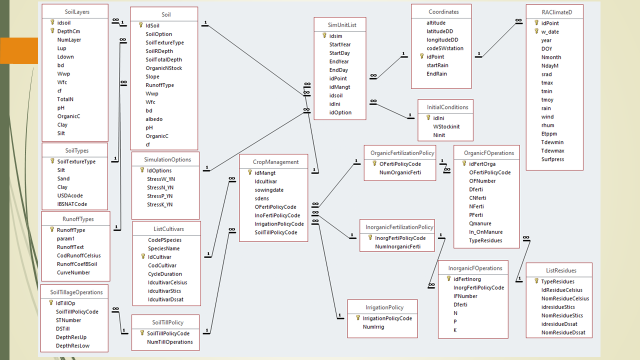 SoilLayers
idsoil
DepthCm
NumLayer
Lup
Ldown
bd
Wwp
Wfc
cf
TotalN
pH
OrganicC
Clay
Silt
SoilTypes
SoilTextureType
Silt
Sand
Clay
USDAcode
IBSNATCode
RunoffTypes
RunoffType
param1
RunoffText
CodRunoffCelsius
RunoffCoefBSoil
CurveNumber
SoilTillageOperations
IdTillOp
SoilTillPolicyCode
STNumber
DSTill
DepthResUp
DepthResLow
Soil
IdSoil
SoilOption
SoilTextureType
SoilRDepth
SoilTotalDepth
OrganicNStock
Slope
RunoffType
Wwp
Wfc
bd
albedo
pH
OrganicC
cf
SimulationOptions
IdOptions
StressW_YN
StressN_YN
StressP_YN
StressK_YN
ListCultivars
CodePSpecies
SpeciesName
IdCultivar
CodCultivar
CycleDuration
IdcultivarCelsius
IdcultivarStics
IdcultivarDssat
SoilTillPolicy
SoilTillPolicyCode
NumTillOperations
CropManagement
idMangt
Idcultivar
sowingdate
sdens
OFertiPolicyCode
InoFertiPolicyCode
IrrigationPolicyCode
SoilTillPolicyCode
SimUnitList
idsim
StartYear
StartDay
EndYear
EndDay
idPoint
idMangt
idsoil
idIni
idOption
Coordinates
altitude
latitudeDD
longitudeDD
codeSWstation
idPoint
startRain
EndRain
InitialConditions
idIni
WStockinit
Ninit
OrganicFertilizationPolicy
OFertiPolicyCode
NumOrganicFerti
InorganicFertilizationPolicy
InorgFertiPolicyCode
NumInorganicFerti
IrrigationPolicy
IrrigationPolicyCode
NumIrrig
OrganicFOperations
idFertOrga
OFertiPolicyCode
OFNumber
Dferti
CNferti
NFerti
PFerti
Qmanure
In_OnManure
TypeResidues
InorganicFOperations
idFertInorg
InorgFertiPolicyCode
IFNumber
Dferti
N
P
K
RAClimateD
idPoint
w_date
year
DOY
Nmonth
NdayM
srad
tmax
tmin
tmoy
rain
wind
rhum
Etppm
Tdewmin
Tdewmax
Surfpress
ListResidues
TypeResidues
IdResidueCelsius
NomResidueCelsius
idresidueStics
NomResidueStics
idresidueDssat
NomResidueDssat